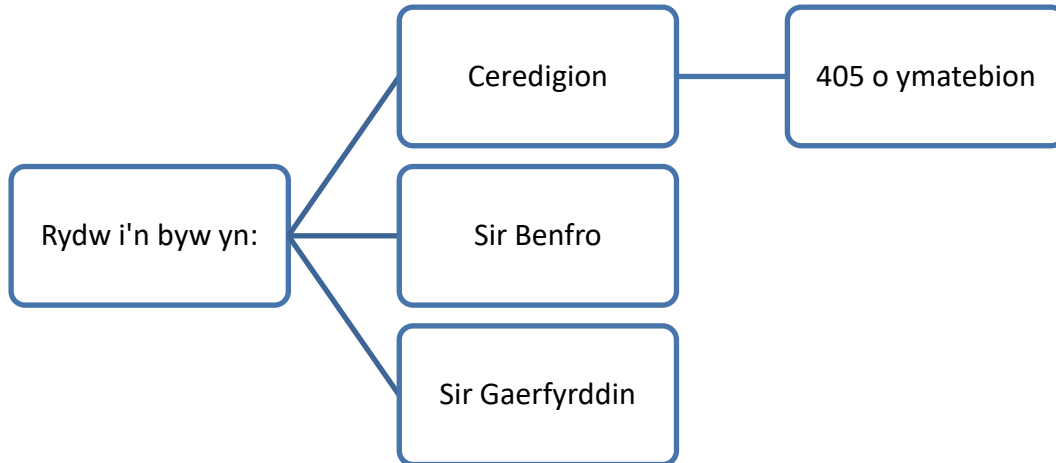 Rydw i'n byw yn:
Ceredigion
405 o ymatebion
Sir Benfro
Sir Gaerfyrddin